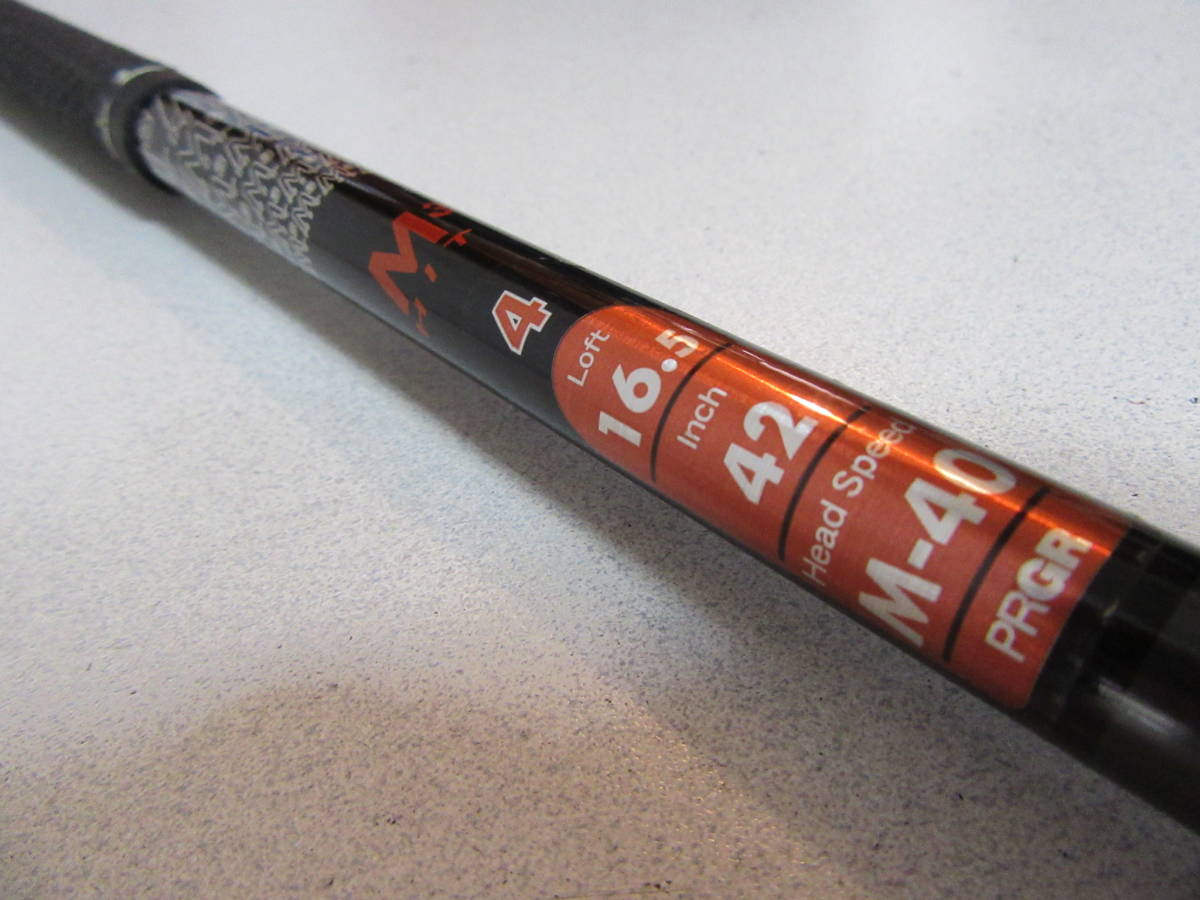 4
Loft
16.5
Inch
42
Head Speed
M-40
PRGR